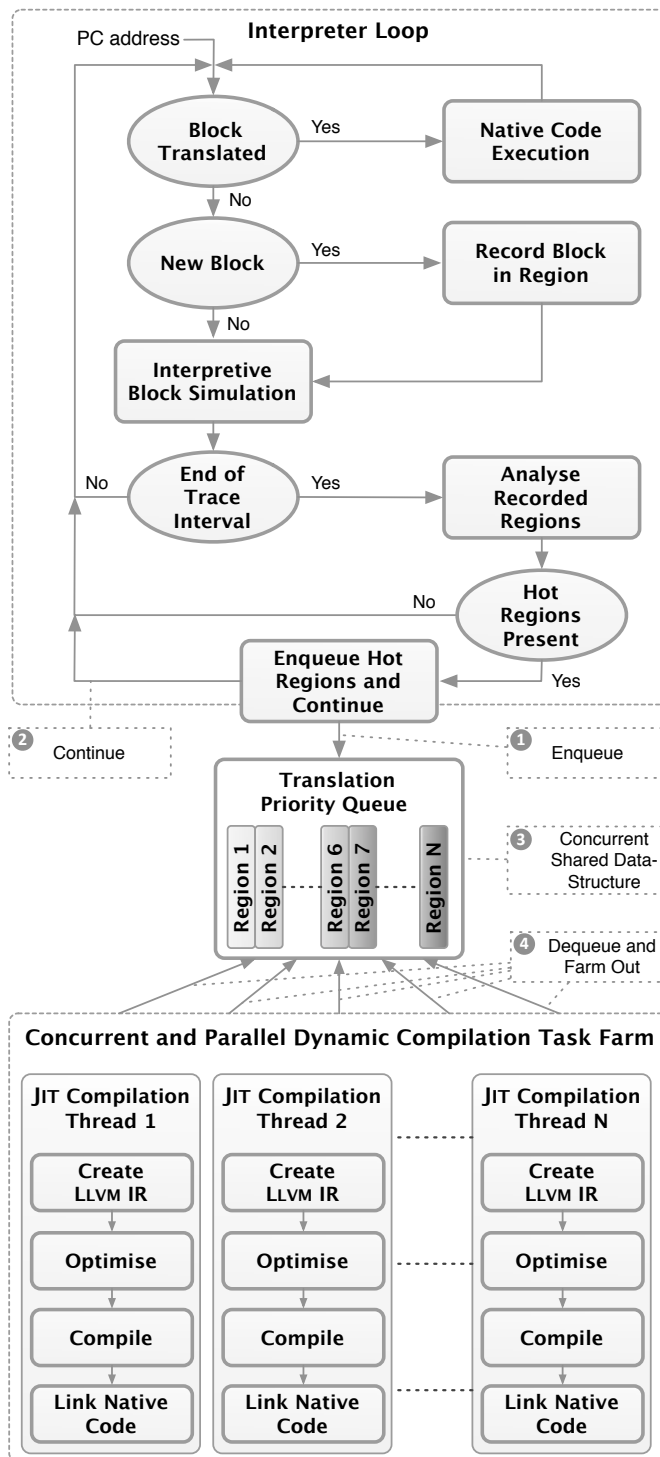 Interpreter Loop
PC address
Block
Translated
Yes
Native Code
Execution
No
New Block
Yes
Record Block
in Region
No
Interpretive
Block Simulation
No
End of
Trace
Interval
Yes
Analyse
Recorded
Regions
No
Hot
Regions
Present
Enqueue Hot
Regions and
Continue
Yes
2
Continue
1
Enqueue
Translation
Priority Queue
Region 1
Region 2
Region 6
Region 7
Region N
3
Concurrent
Shared Data-
Structure
4
Dequeue and
Farm Out
Concurrent and Parallel Dynamic Compilation Task Farm
JIT Compilation
Thread 1
Create
LLVM IR
Optimise
Compile
Link Native
Code
JIT Compilation
Thread 2
Create
LLVM IR
Optimise
Compile
Link Native
Code
JIT Compilation
Thread N
Create
LLVM IR
Optimise
Compile
Link Native
Code